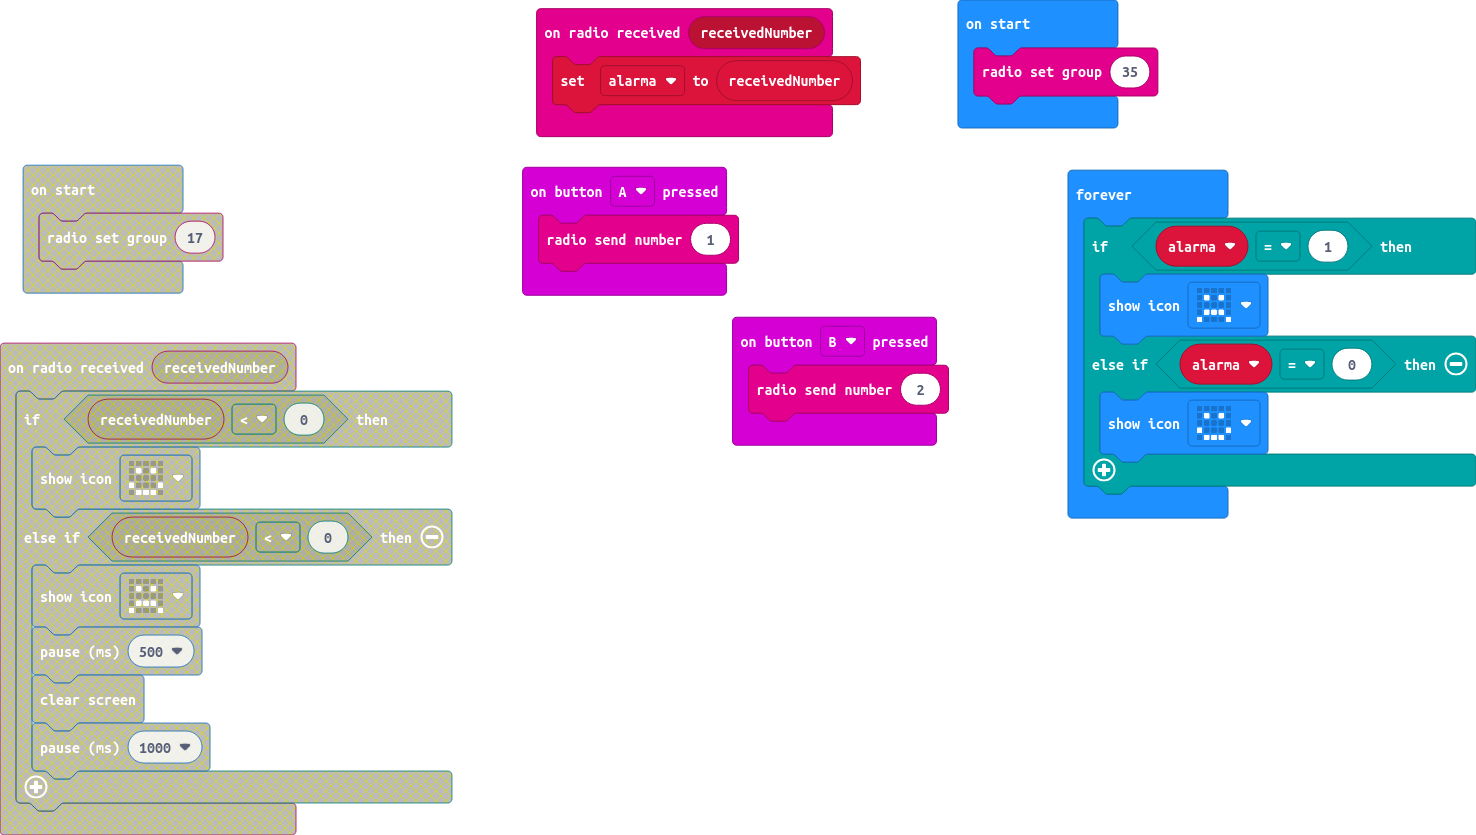 on radio received receivedNumber
set alarma to receivedNumber
on start
radio set group 35
on start
radio set group 17
on button A pressed
radio send number 1
on button B pressed
radio send number 2
forever
if alarma = 1 then
show icon
else if alarma = 0 then
show icon
on radio received receivedNumber
if receivedNumber < 0 then
show icon
else if receivedNumber < 0 then
show icon
pause (ms) 500
clear screen
pause (ms) 1000